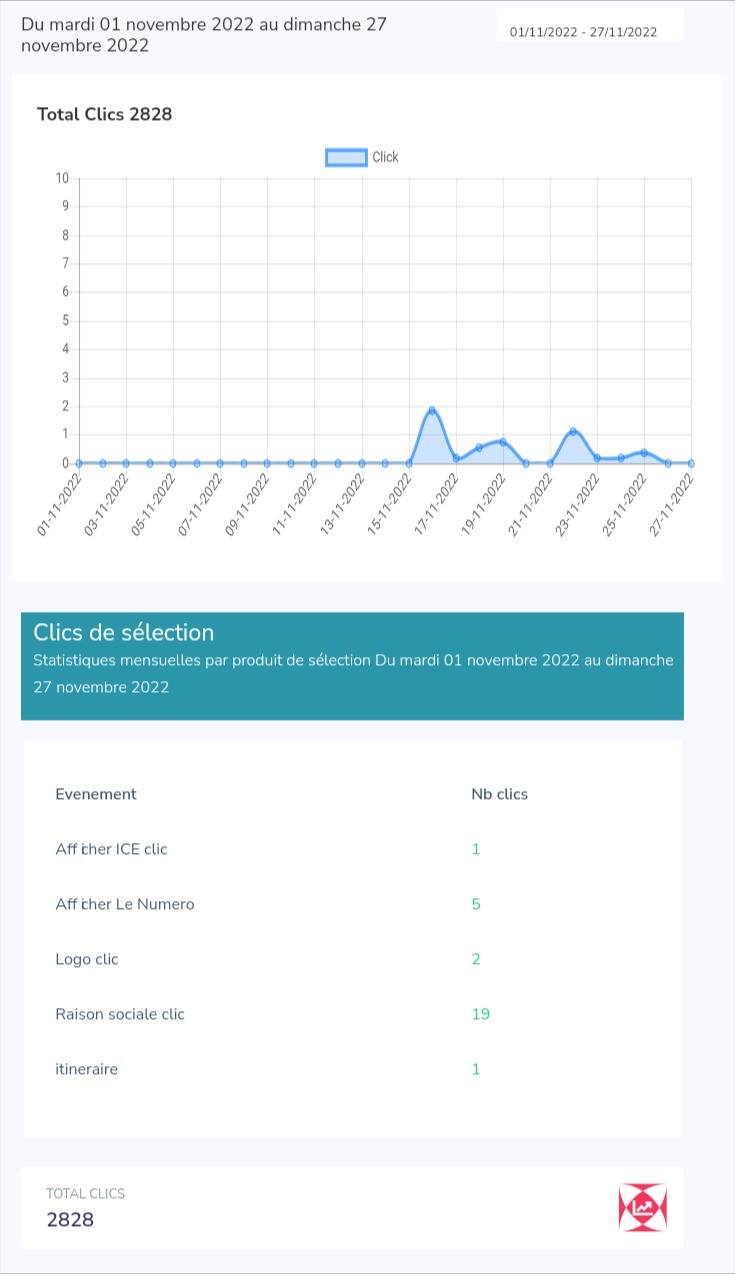 Du mardi 01 novembre 2022 au dimanche 27
novembre 2022
01/11/2022 - 27/11/2022
Total Clics 2828
Click
10
9
8
7
6
5
4
3
2
1
0
01-11-2022
03-11-2022
05-11-2022
07-11-2022
09-11-2022
11-11-2022
13-11-2022
15-11-2022
17-11-2022
19-11-2022
21-11-2022
23-11-2022
25-11-2022
27-11-2022
Clics de sélection
Statistiques mensuelles par produit de sélection Du mardi 01 novembre 2022 au dimanche
27 novembre 2022
Evenement Nb clics
Afficher ICE clic 1
Afficher Le Numero 5
Logo clic 2
Raison sociale clic 19
itineraire 1
TOTAL CLICS
2828